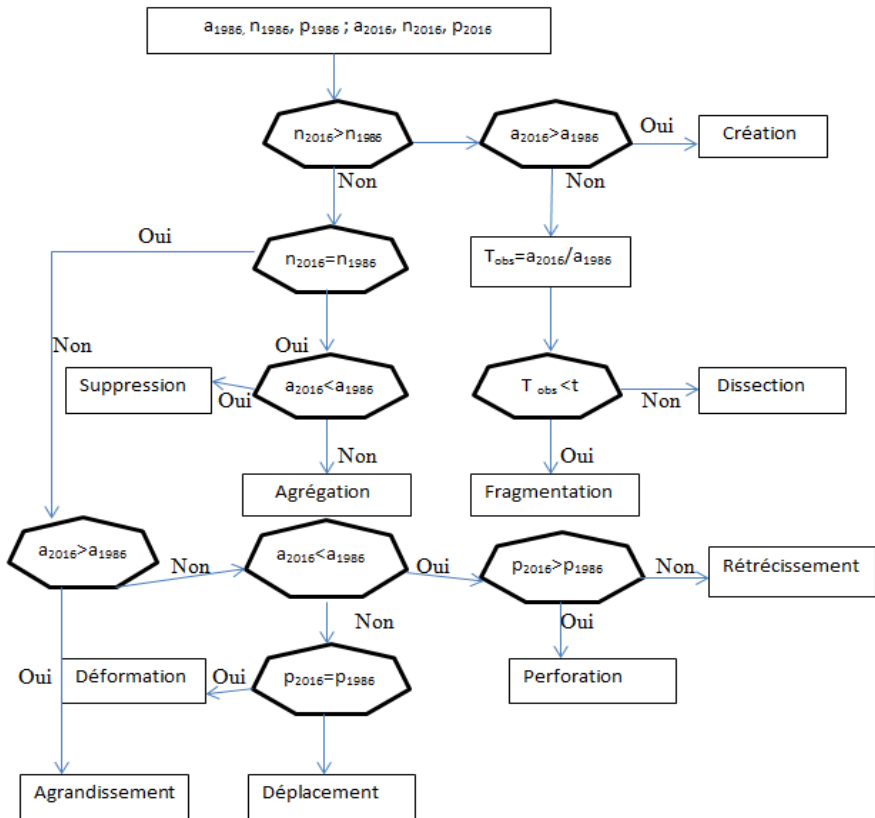 a1986, n1986, p1986 ; a2016, n2016, p2016
n2016>n1986
a2016>a1986
Oui
Création
Non
Non
Oui
n2016=n1986
Tobs=a2016/a1986
Non
Oui
Suppression
Oui
a2016<a1986
T obs <t
Non
Dissection
Non
Oui
Agrégation
Fragmentation
a2016>a1986
Non
a2016<a1986
Oui
p2016>p1986
Non
Rétrécissement
Non
Oui
Oui
Déformation
Oui
p2016=p1986
Perforation
Agrandissement
Déplacement